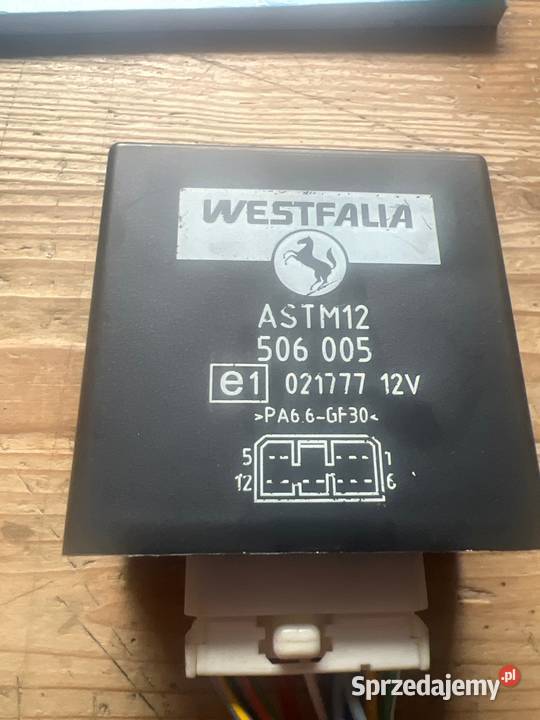 WESTFALIA
ASTM12
506 005
e1 021777 12V
>PA6.6-GF30<
5 1
12 6
Sprzedajemy.pl